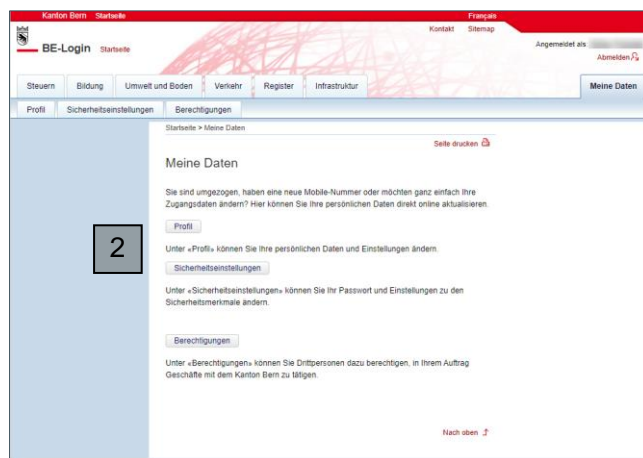 Kanton Bern Startseite Français
Kontakt Sitemap
BE-Login Startseite
Angemeldet als:
Abmelden
Steuern Bildung Umwelt und Boden Verkehr Register Infrastruktur Meine Daten
Profil Sicherheitseinstellungen Berechtigungen
Startseite > Meine Daten
Seite drucken
Meine Daten
Sie sind umgezogen, haben eine neue Mobile-Nummer oder möchten ganz einfach Ihre
Zugangsdaten ändern? Hier können Sie Ihre persönlichen Daten direkt online aktualisieren.
Profil
Unter «Profil» können Sie Ihre persönlichen Daten und Einstellungen ändern.
2
Sicherheitseinstellungen
Unter «Sicherheitseinstellungen» können Sie Ihr Passwort und Einstellungen zu den
Sicherheitsmerkmale ändern.
Berechtigungen
Unter «Berechtigungen» können Sie Drittpersonen dazu berechtigen, in Ihrem Auftrag
Geschäfte mit dem Kanton Bern zu tätigen.
Nach oben